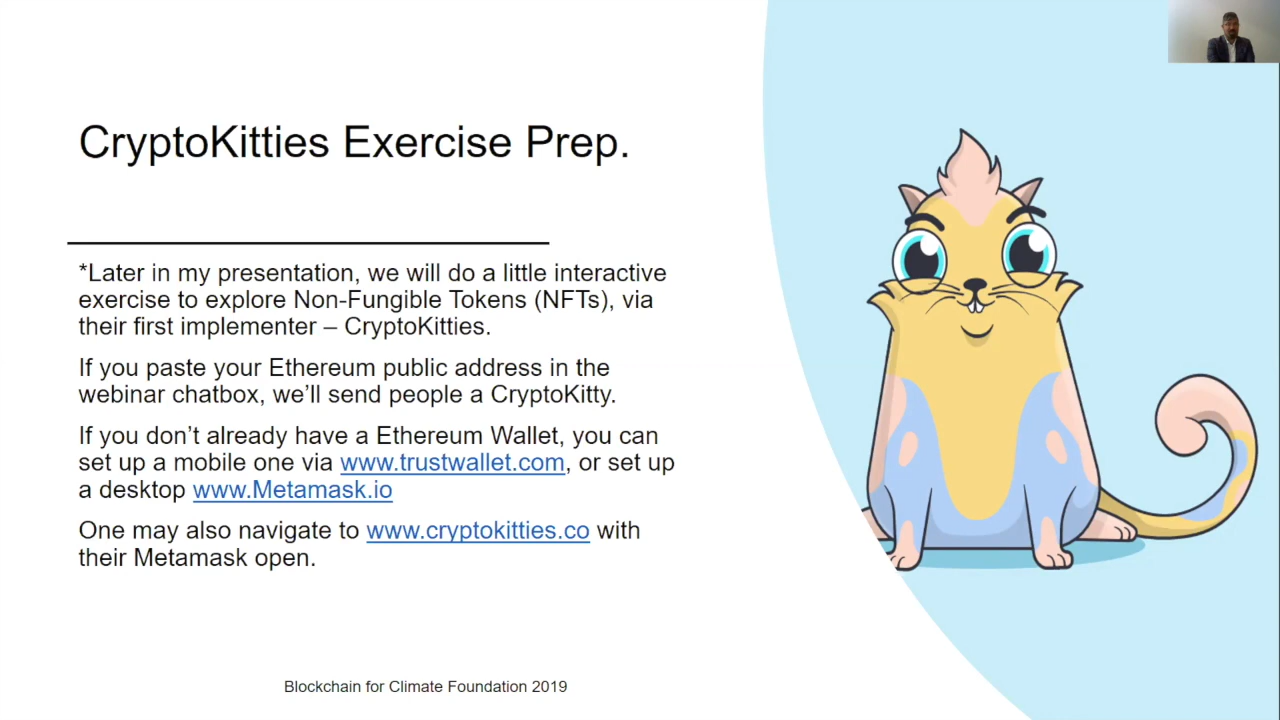 CryptoKitties Exercise Prep.
*Later in my presentation, we will do a little interactive
exercise to explore Non-Fungible Tokens (NFTs), via
their first implementer – CryptoKitties.
If you paste your Ethereum public address in the
webinar chatbox, we’ll send people a CryptoKitty.
If you don’t already have a Ethereum Wallet, you can
set up a mobile one via www.trustwallet.com, or set up
a desktop www.Metamask.io
One may also navigate to www.cryptokitties.co with
their Metamask open.
Blockchain for Climate Foundation 2019